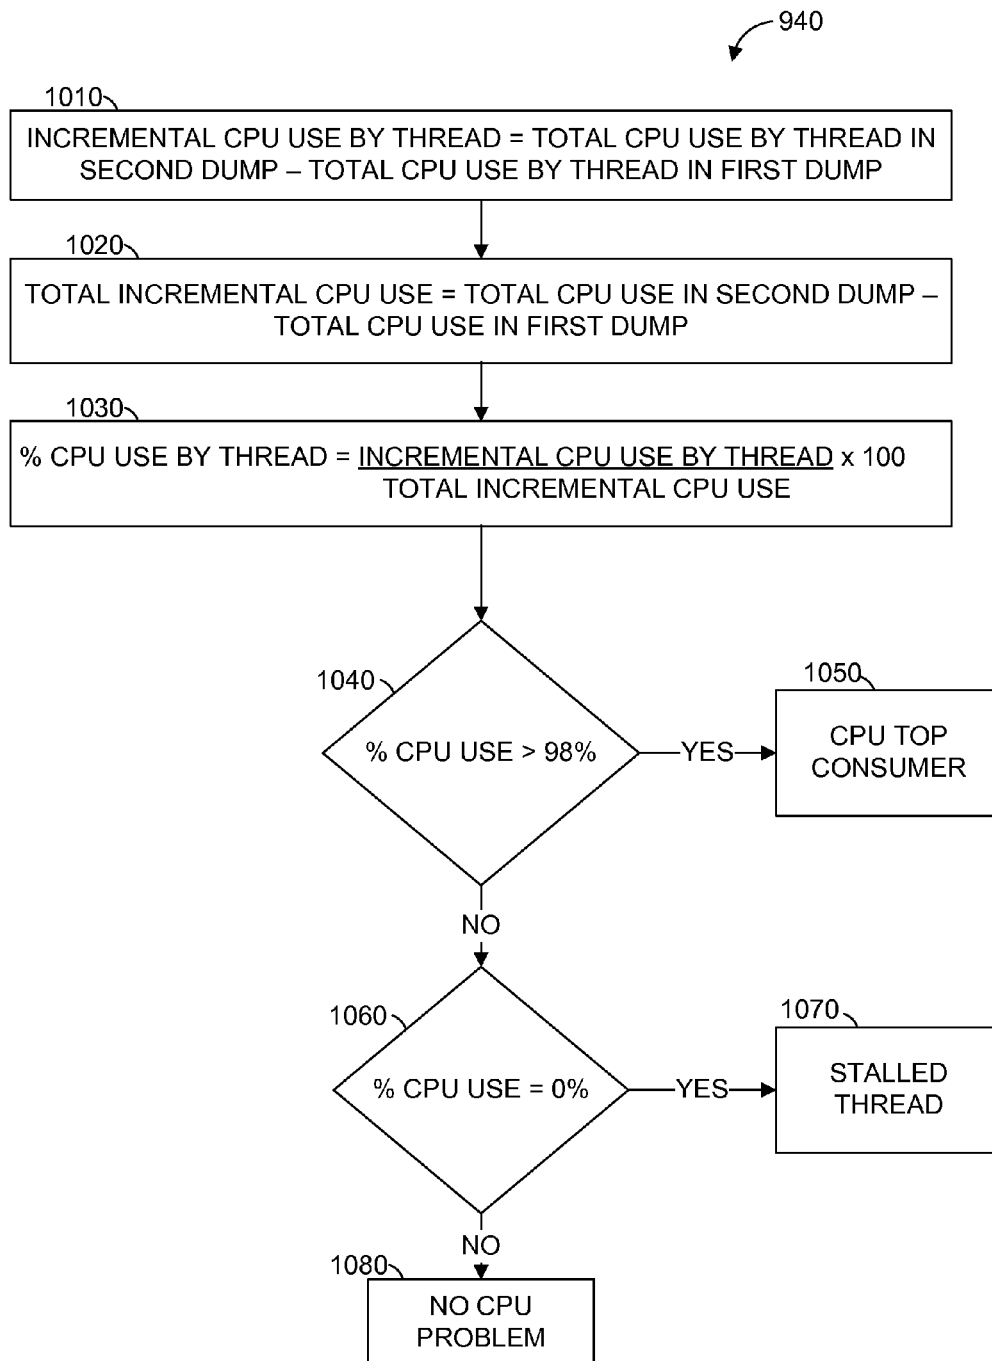 940
1010
INCREMENTAL CPU USE BY THREAD = TOTAL CPU USE BY THREAD IN
SECOND DUMP – TOTAL CPU USE BY THREAD IN FIRST DUMP
1020
TOTAL INCREMENTAL CPU USE = TOTAL CPU USE IN SECOND DUMP –
TOTAL CPU USE IN FIRST DUMP
1030
% CPU USE BY THREAD = INCREMENTAL CPU USE BY THREAD x 100
TOTAL INCREMENTAL CPU USE
1040
% CPU USE > 98%
YES
1050
CPU TOP
CONSUMER
NO
1060
% CPU USE = 0%
YES
1070
STALLED
THREAD
NO
1080
NO CPU
PROBLEM